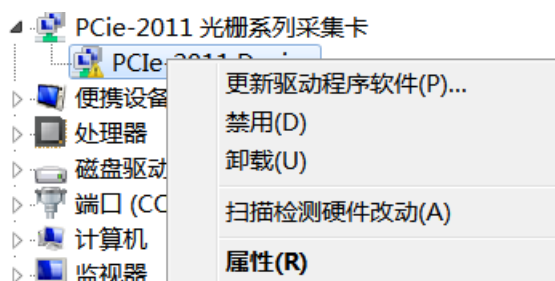 PCie-2011 光栅系列采集卡
PCIe-2011
更新驱动程序软件(P)...
便携设备
禁用(D)
处理器
卸载(U)
磁盘驱动
端口 (CO
扫描检测硬件改动(A)
计算机
属性(R)
监视器